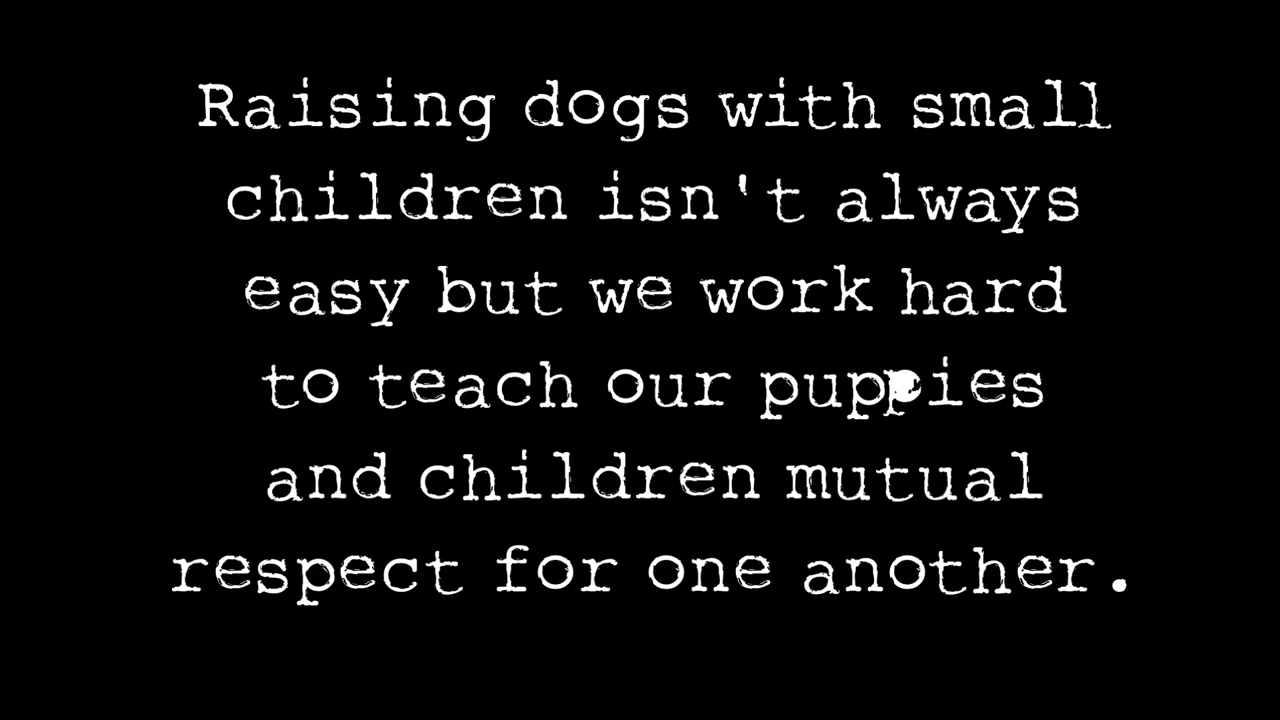 Raising dogs with small
children isn't always
easy but we work hard
to teach our puppies
and children mutual
respect for one another.